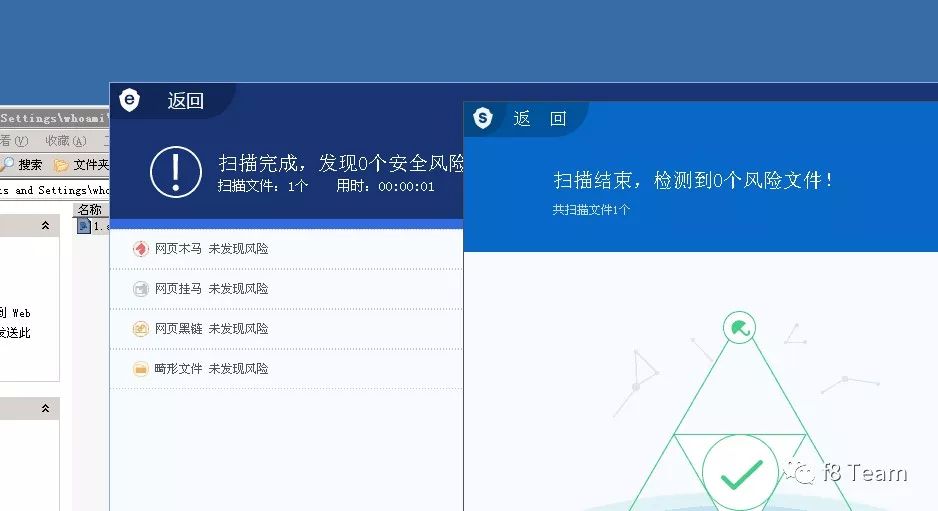 返回
Settings\whoami
看(V) 收藏(A) 工
搜索 文件夹
ts and Settings\who
名称
1.a
到 Web
发送此
扫描完成，发现0个安全风险
扫描文件：1个 用时：00:00:01
网页木马 未发现风险
网页挂马 未发现风险
网页黑链 未发现风险
畸形文件 未发现风险
返 回
扫描结束，检测到0个风险文件！
共扫描文件1个
f8 Team